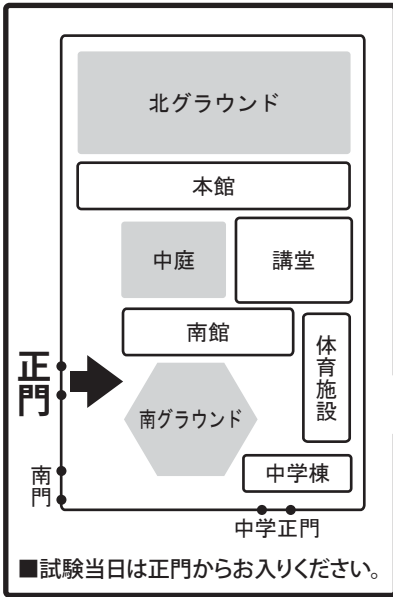 北グラウンド
本館
中庭
講堂
南館
体育施設
正門
南グラウンド
南門
中学棟
中学正門
■試験当日は正門からお入りください。